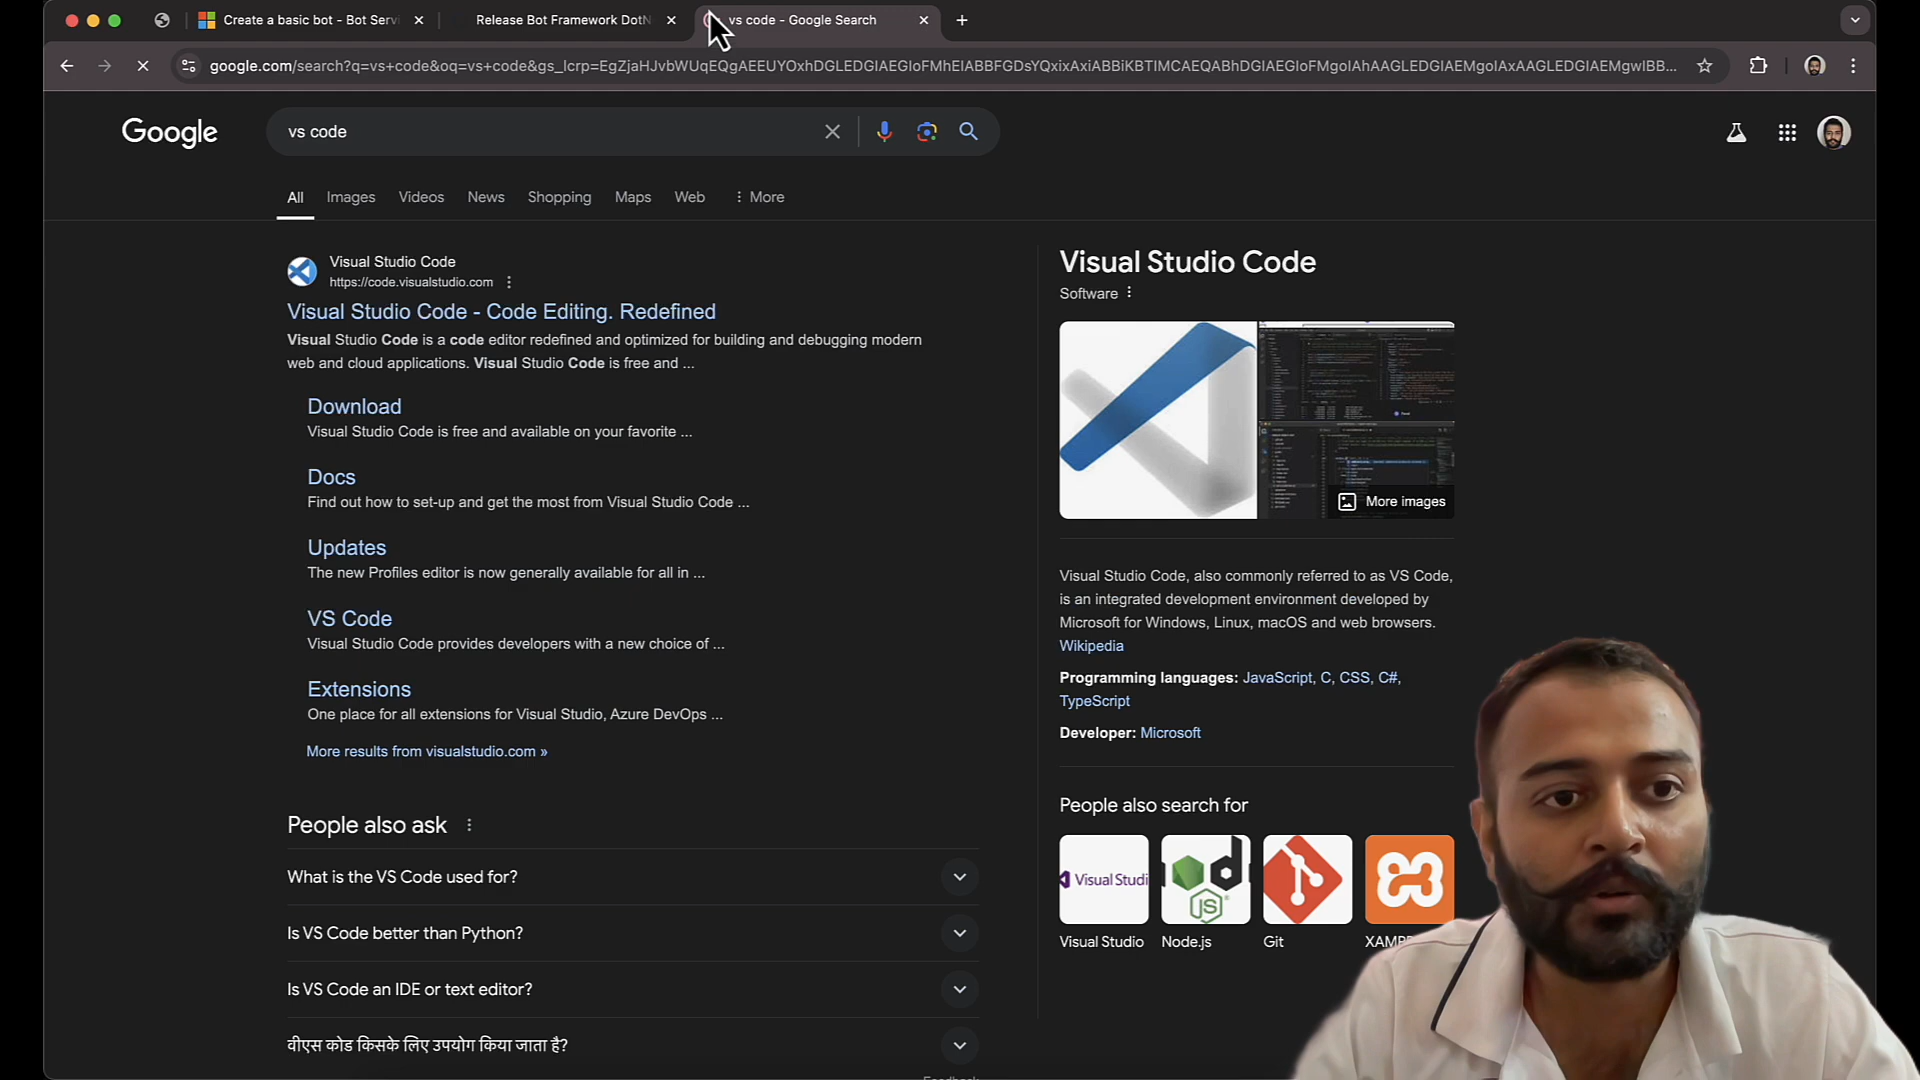 Create a basic bot - Bot Servi
Release Bot Framework DotN
vs code - Google Search
google.com/search?q=vs+code&oq=vs+code&gs_lcrp=EgZjaHJvbWUqEQgAEEUYOxhDGLEDGIAEGIoFMhEIABBFGDsYQxixAxiABBiKBTIMCAEQABhDGIAEGIoFMgoIAhAAGLEDGIAEMgoIAxAAGLEDGIAEMgwIBB...
Google
vs code
All Images Videos News Shopping Maps Web More
Visual Studio Code
https://code.visualstudio.com
Visual Studio Code - Code Editing. Redefined
Visual Studio Code is a code editor redefined and optimized for building and debugging modern
web and cloud applications. Visual Studio Code is free and ...
Download
Visual Studio Code is free and available on your favorite ...
Docs
Find out how to set-up and get the most from Visual Studio Code ...
Updates
The new Profiles editor is now generally available for all in ...
VS Code
Visual Studio Code provides developers with a new choice of ...
Extensions
One place for all extensions for Visual Studio, Azure DevOps ...
More results from visualstudio.com »
People also ask
What is the VS Code used for?
Is VS Code better than Python?
Is VS Code an IDE or text editor?
वीएस कोड किसके लिए उपयोग किया जाता है?
Feedback
Visual Studio Code
Software
More images
Visual Studio Code, also commonly referred to as VS Code,
is an integrated development environment developed by
Microsoft for Windows, Linux, macOS and web browsers.
Wikipedia
Programming languages: JavaScript, C, CSS, C#,
TypeScript
Developer: Microsoft
People also search for
Visual Studi
JS
Visual Studio Node.js Git XAMP